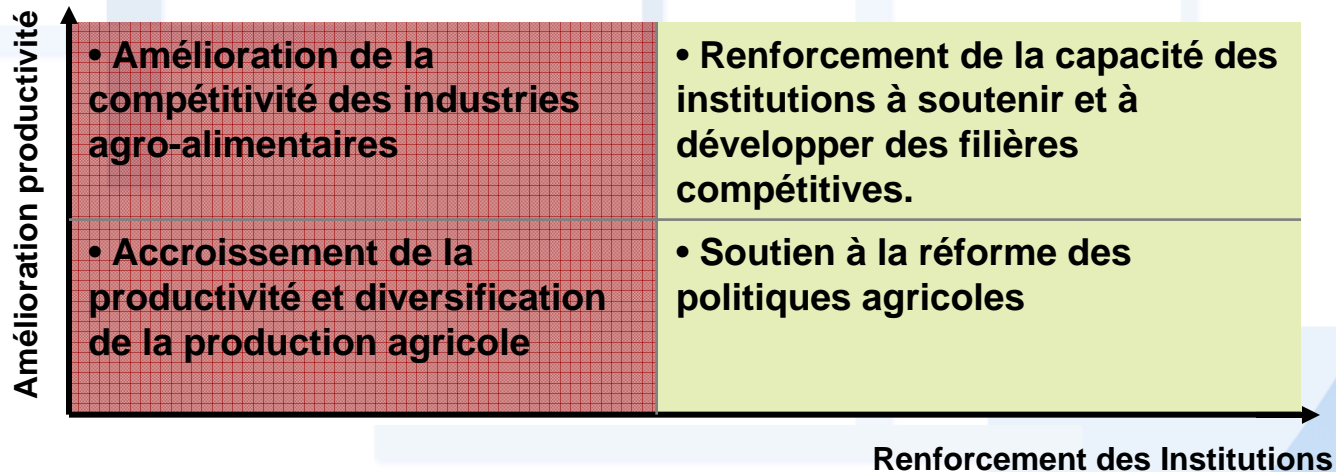 Amélioration productivité
• Amélioration de la
compétitivité des industries
agro-alimentaires
• Renforcement de la capacité des
institutions à soutenir et à
développer des filières
compétitives.
• Accroissement de la
productivité et diversification
de la production agricole
• Soutien à la réforme des
politiques agricoles
Renforcement des Institutions